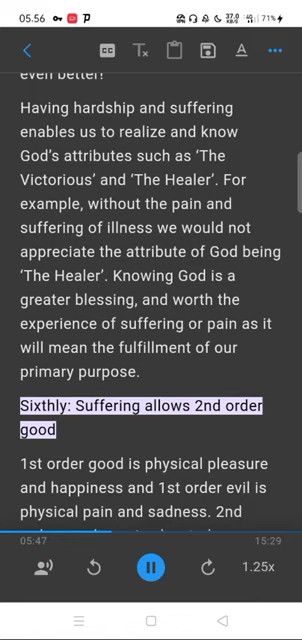 05.56
37.0
KB/S
4G
71%
CC
even better!
Having hardship and suffering
enables us to realize and know
God's attributes such as 'The
Victorious' and 'The Healer'. For
example, without the pain and
suffering of illness we would not
appreciate the attribute of God being
'The Healer'. Knowing God is a
greater blessing, and worth the
experience of suffering or pain as it
will mean the fulfillment of our
primary purpose.
Sixthly: Suffering allows 2nd order
good
1st order good is physical pleasure
and happiness and 1st order evil is
physical pain and sadness. 2nd
05:47
15:29
1.25x